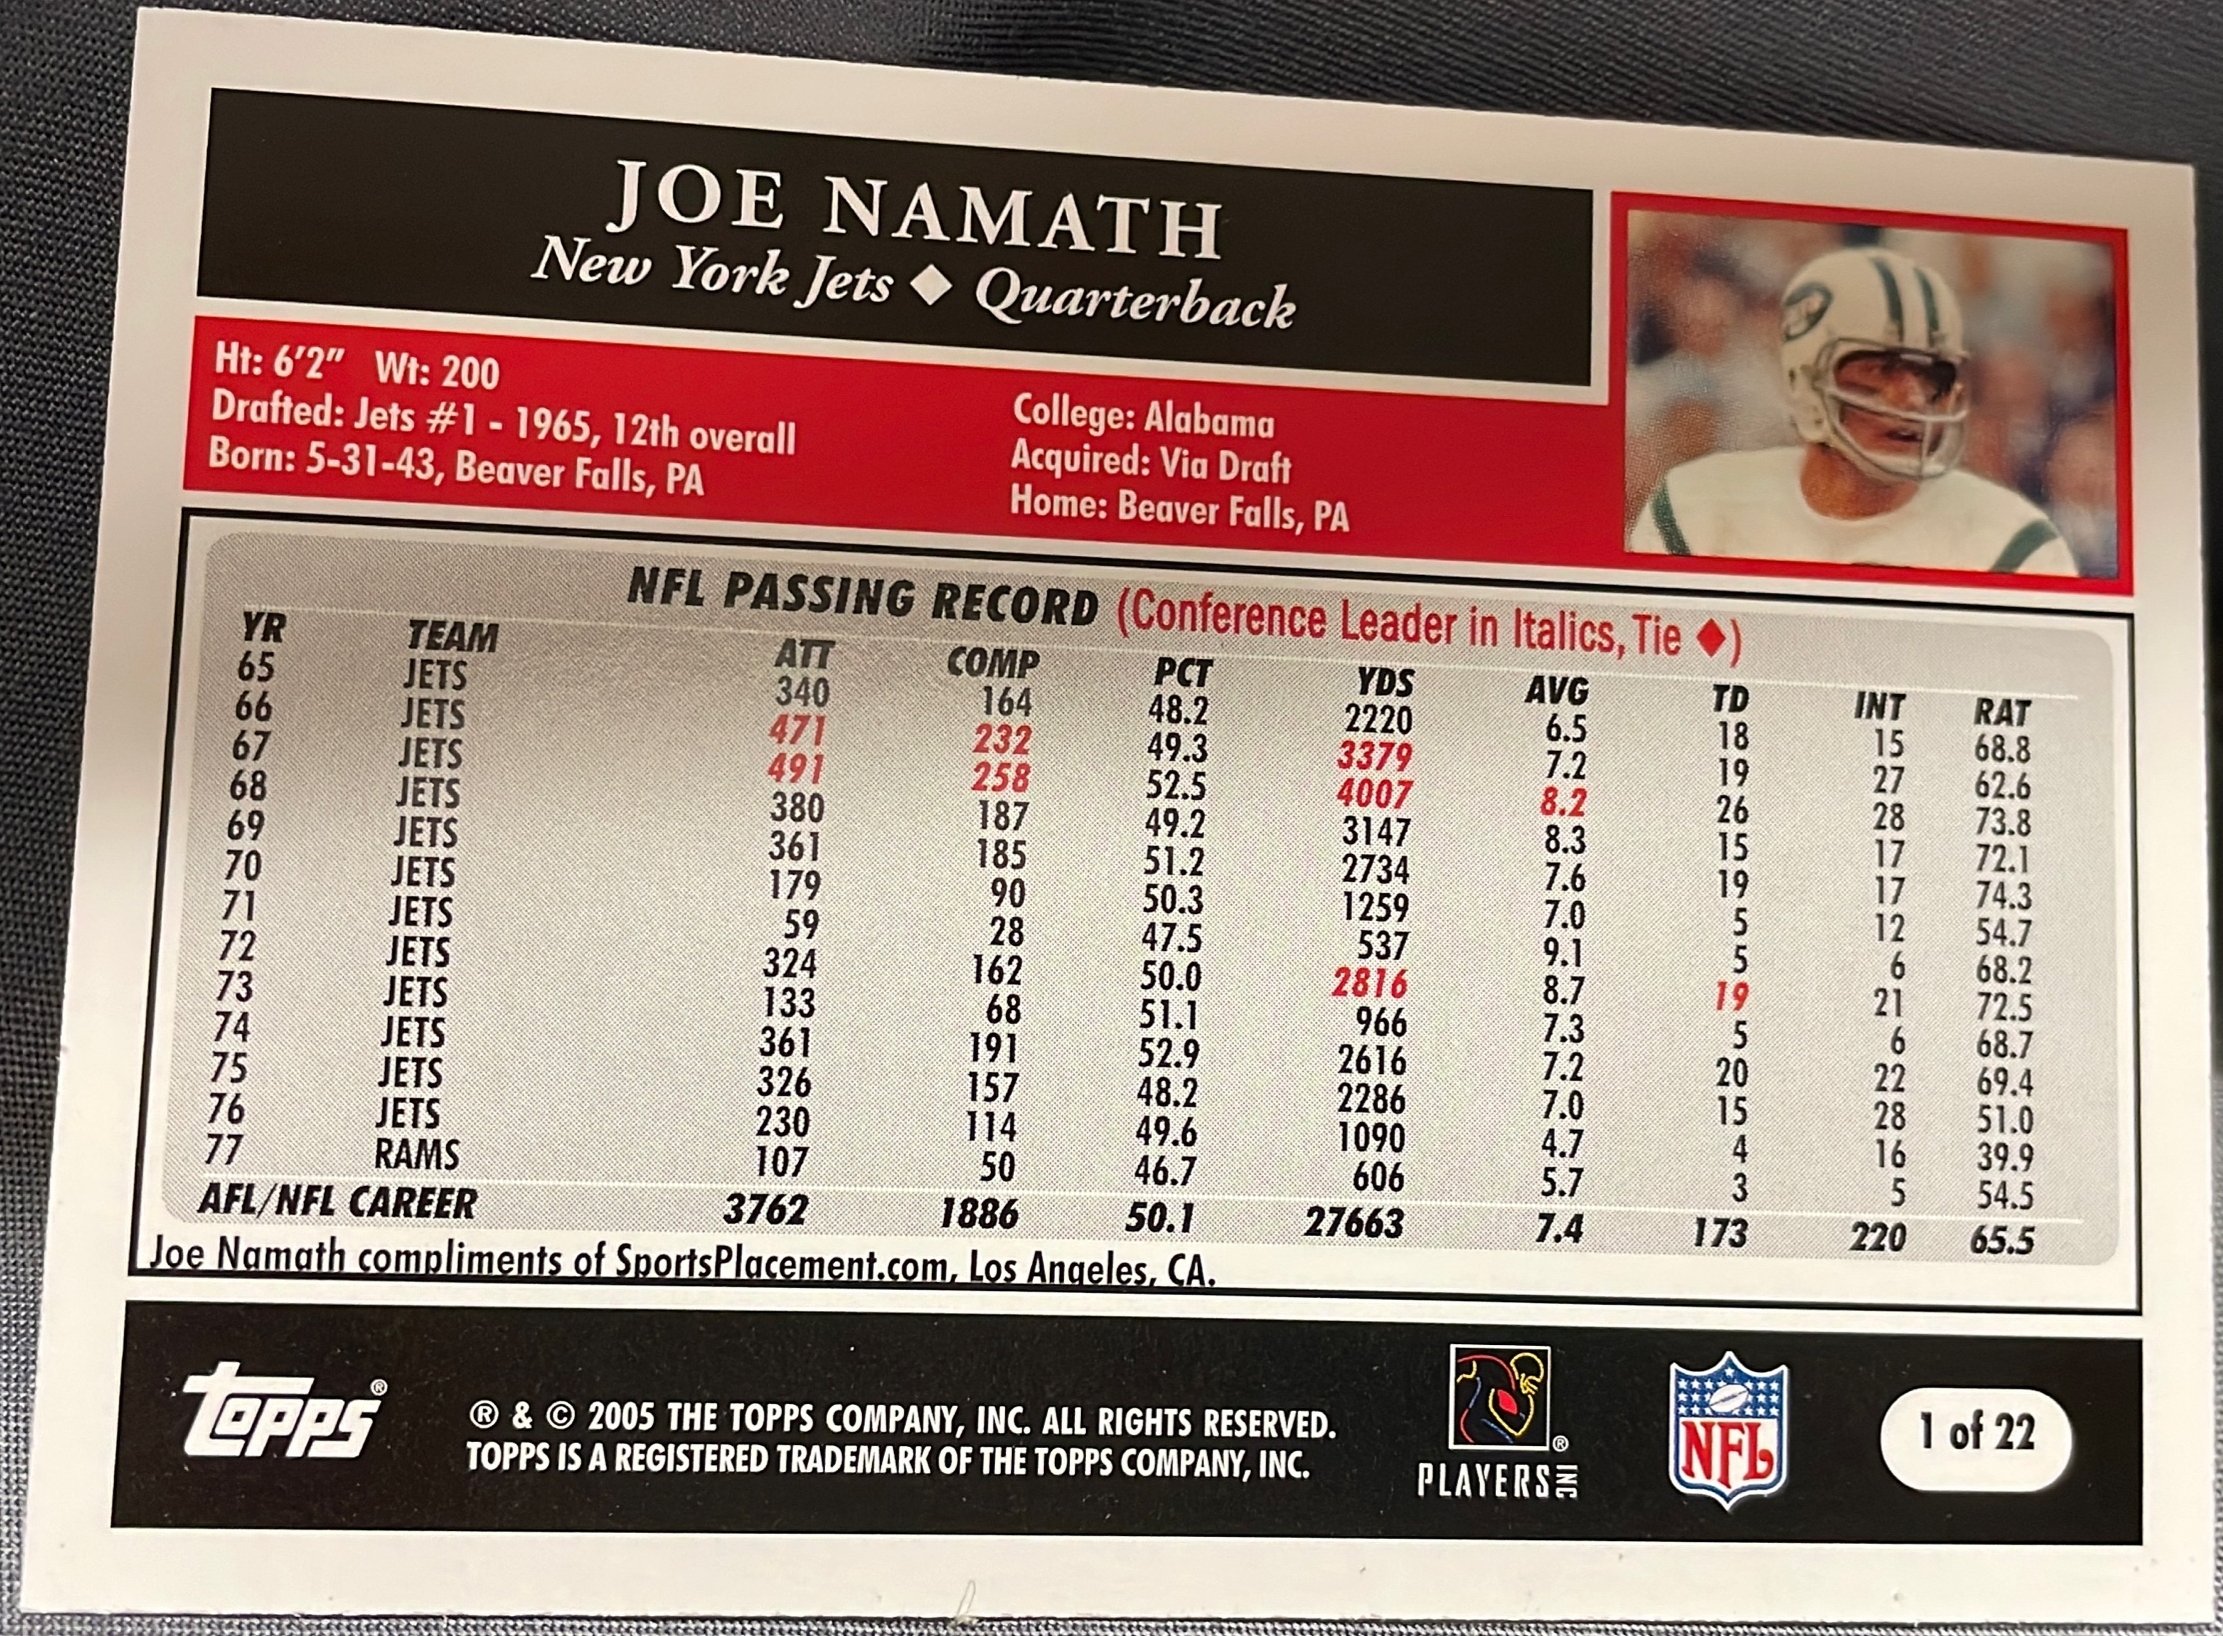 JOE NAMATH
New York Jets ◆ Quarterback
Ht: 6'2" Wt: 200
Drafted: Jets #1 - 1965, 12th overall
Born: 5-31-43, Beaver Falls, PA
College: Alabama
Acquired: Via Draft
Home: Beaver Falls, PA
NFL PASSING RECORD (Conference Leader in Italics, Tie ♦)
YR TEAM ATT COMP PCT YDS AVG TD INT RAT
65 JETS 340 164 48.2 2220 6.5 18 15 68.8
66 JETS 471 232 49.3 3379 7.2 19 27 62.6
67 JETS 491 258 52.5 4007 8.2 26 28 73.8
68 JETS 380 187 49.2 3147 8.3 15 17 72.1
69 JETS 361 185 51.2 2734 7.6 19 17 74.3
70 JETS 179 90 50.3 1259 7.0 5 12 54.7
71 JETS 59 28 47.5 537 9.1 5 6 68.2
72 JETS 324 162 50.0 2816 8.7 19 21 72.5
73 JETS 133 68 51.1 966 7.3 5 6 68.7
74 JETS 361 191 52.9 2616 7.2 20 22 69.4
75 JETS 326 157 48.2 2286 7.0 15 28 51.0
76 JETS 230 114 49.6 1090 4.7 4 16 39.9
77 RAMS 107 50 46.7 606 5.7 3 5 54.5
AFL/NFL CAREER 3762 1886 50.1 27663 7.4 173 220 65.5
Joe Namath compliments of SportsPlacement.com, Los Angeles, CA.
topps®
® & © 2005 THE TOPPS COMPANY, INC. ALL RIGHTS RESERVED.
TOPPS IS A REGISTERED TRADEMARK OF THE TOPPS COMPANY, INC.
®
PLAYERS INC
NFL
1 of 22